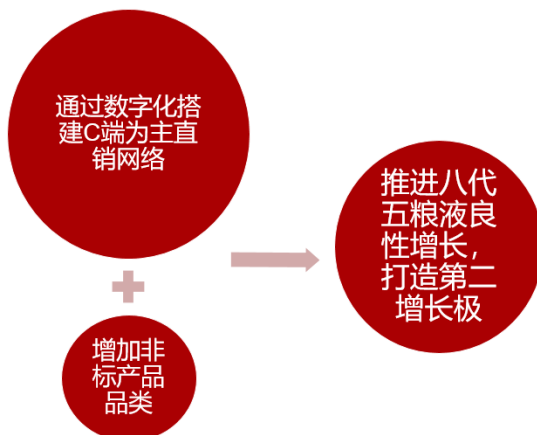 通过数字化搭
建C端为主直
销网络
增加非
标产品
品类
推进八代
五粮液良
性增长，
打造第二
增长极